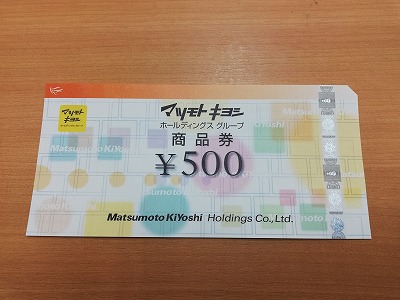 マツモト キヨシ
マツモト キヨシ
ホールディングス グループ
商品券
¥500
Matsumoto KiYoshi
Matsumoto KiYoshi Holdings Co.,Ltd.